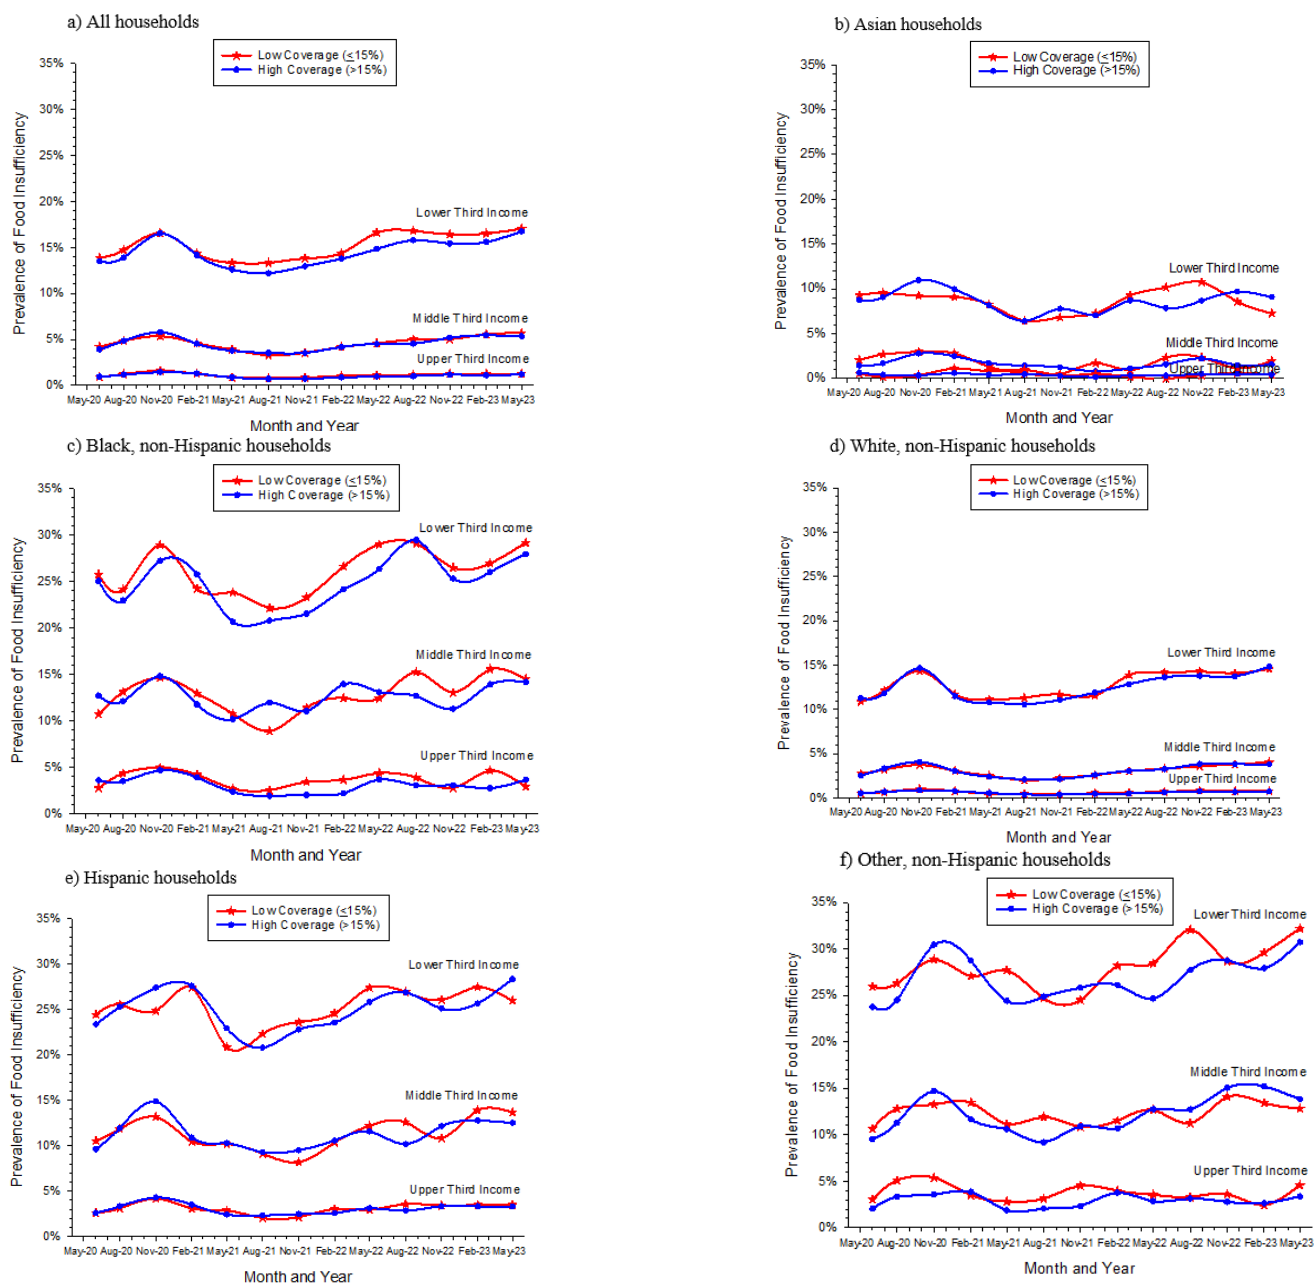 a) All households
Low Coverage (≤15%)
High Coverage (>15%)
Prevalence of Food Insufficiency
35%
30%
25%
20%
15%
10%
5%
0%
Lower Third Income
Middle Third Income
Upper Third Income
May-20 Aug-20 Nov-20 Feb-21 May-21 Aug-21 Nov-21 Feb-22 May-22 Aug-22 Nov-22 Feb-23 May-23
Month and Year
b) Asian households
Low Coverage (≤15%)
High Coverage (>15%)
Prevalence of Food Insufficiency
35%
30%
25%
20%
15%
10%
5%
0%
Lower Third Income
Middle Third Income
Upper Third Income
May-20 Aug-20 Nov-20 Feb-21 May-21 Aug-21 Nov-21 Feb-22 May-22 Aug-22 Nov-22 Feb-23 May-23
Month and Year
c) Black, non-Hispanic households
Low Coverage (≤15%)
High Coverage (>15%)
Prevalence of Food Insufficiency
35%
30%
25%
20%
15%
10%
5%
0%
Lower Third Income
Middle Third Income
Upper Third Income
May-20 Aug-20 Nov-20 Feb-21 May-21 Aug-21 Nov-21 Feb-22 May-22 Aug-22 Nov-22 Feb-23 May-23
Month and Year
d) White, non-Hispanic households
Low Coverage (≤15%)
High Coverage (>15%)
Prevalence of Food Insufficiency
35%
30%
25%
20%
15%
10%
5%
0%
Lower Third Income
Middle Third Income
Upper Third Income
May-20 Aug-20 Nov-20 Feb-21 May-21 Aug-21 Nov-21 Feb-22 May-22 Aug-22 Nov-22 Feb-23 May-23
Month and Year
e) Hispanic households
Low Coverage (≤15%)
High Coverage (>15%)
Prevalence of Food Insufficiency
35%
30%
25%
20%
15%
10%
5%
0%
Lower Third Income
Middle Third Income
Upper Third Income
May-20 Aug-20 Nov-20 Feb-21 May-21 Aug-21 Nov-21 Feb-22 May-22 Aug-22 Nov-22 Feb-23 May-23
Month and Year
f) Other, non-Hispanic households
Low Coverage (≤15%)
High Coverage (>15%)
Prevalence of Food Insufficiency
35%
30%
25%
20%
15%
10%
5%
0%
Lower Third Income
Middle Third Income
Upper Third Income
May-20 Aug-20 Nov-20 Feb-21 May-21 Aug-21 Nov-21 Feb-22 May-22 Aug-22 Nov-22 Feb-23 May-23
Month and Year